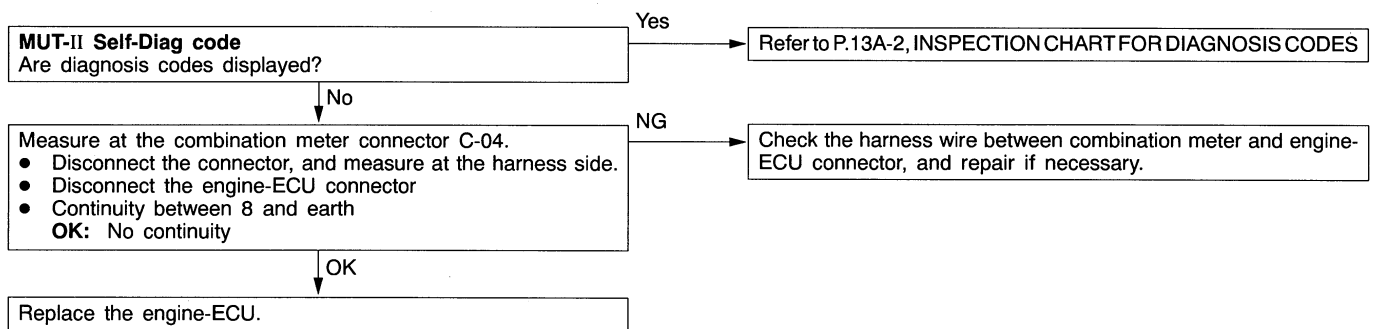 Yes
MUT-II Self-Diag code
Are diagnosis codes displayed?
Refer to P.13A-2, INSPECTION CHART FOR DIAGNOSIS CODES
No
NG
Measure at the combination meter connector C-04.
● Disconnect the connector, and measure at the harness side.
● Disconnect the engine-ECU connector
● Continuity between 8 and earth
OK: No continuity
Check the harness wire between combination meter and engine-
ECU connector, and repair if necessary.
OK
Replace the engine-ECU.